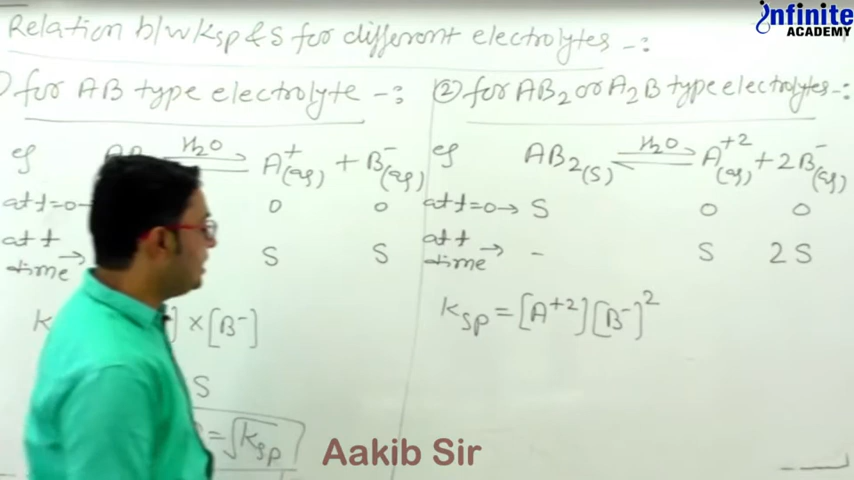 Infinite
ACADEMY
Relation b/w Ksp & S for different electrolytes -:
) for AB type electrolyte -:
eg AB H₂O A⁺(aq) + B⁻(aq)
at t=0→ 0 0
at t time → S S
K ] × [B⁻]
S
= √Ksp
② for AB₂ or A₂B type electrolytes -:
eg AB₂(s) H₂O ⇌ A⁺²(aq) + 2B⁻(aq)
at t=0→ S 0 0
at t time → - S 2S
Ksp = [A⁺²][B⁻]²
Aakib Sir